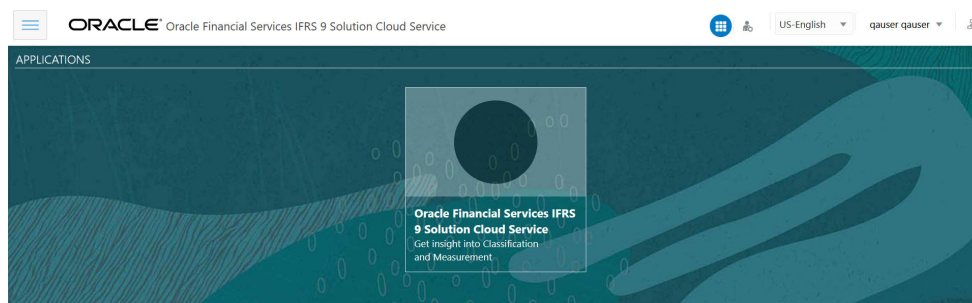 ORACLE® Oracle Financial Services IFRS 9 Solution Cloud Service
US-English
qauser qauser
APPLICATIONS
Oracle Financial Services IFRS
9 Solution Cloud Service
Get insight into Classification
and Measurement